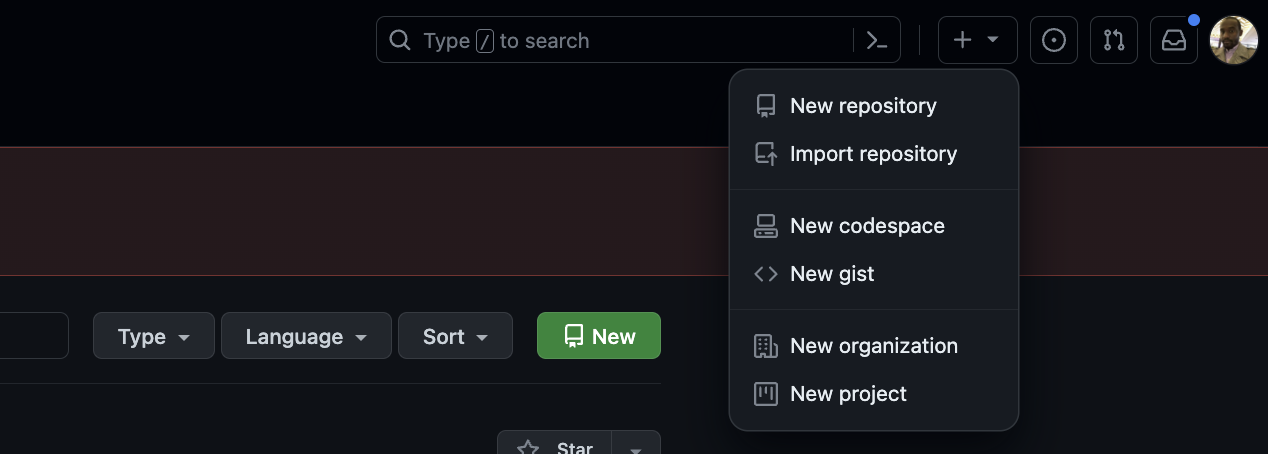 Type / to search
New repository
Import repository
New codespace
New gist
New organization
New project
Type
Language
Sort
New
Star